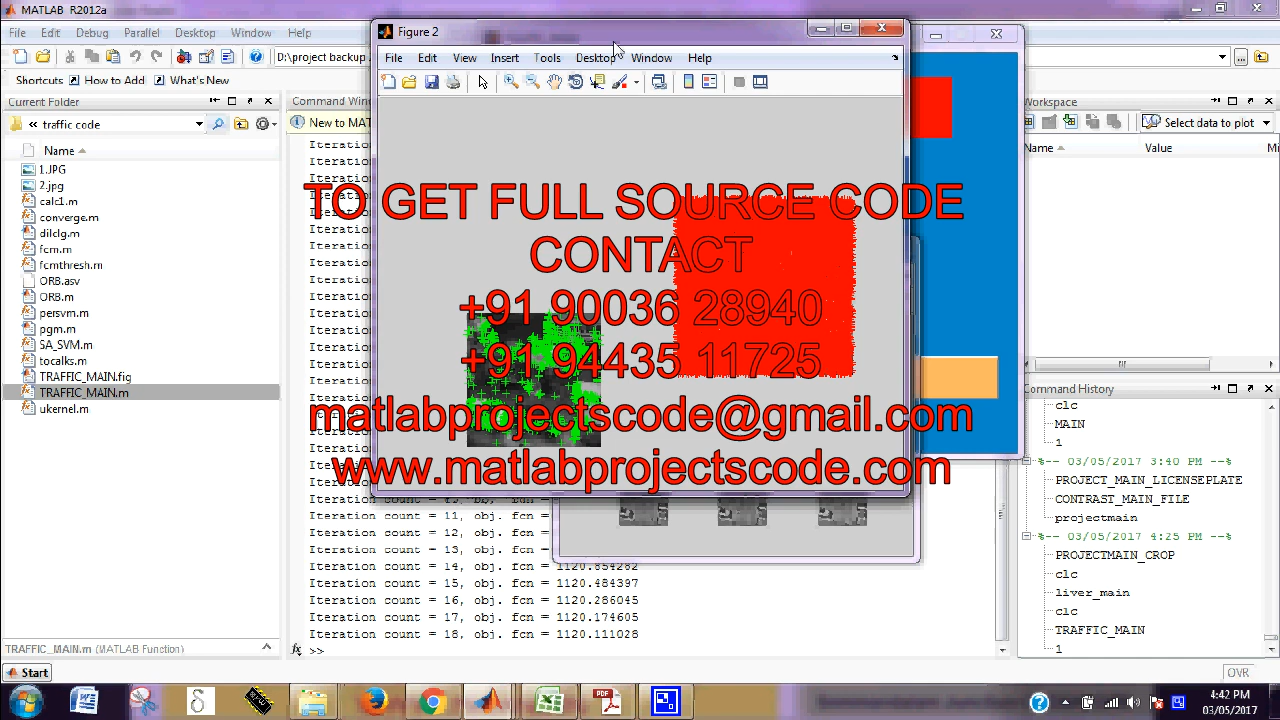 MATLAB R2012a
File Edit Debug Parallel Desktop Window Help
D:\project backup
Shortcuts How to Add What's New
Current Folder
traffic code
Name
1.JPG
2.jpg
calc1.m
converge.m
dilclg.m
fcm.m
fcmthresh.m
ORB.asv
ORB.m
persvm.m
pgm.m
SA_SVM.m
tocalks.m
TRAFFIC_MAIN.fig
TRAFFIC_MAIN.m
ukernel.m
TRAFFIC_MAIN.m (MATLAB Function)
Start
Command Win
New to MAT
Figure 2
File Edit View Insert Tools Desktop Window Help
TO GET FULL SOURCE CODE
CONTACT
+91 90036 28940
+91 94435 11725
matlabprojectscode@gmail.com
www.matlabprojectscode.com
Iteration count = 11, obj. fcn =
Iteration count = 12, obj. fcn =
Iteration count = 13, obj. fcn =
Iteration count = 14, obj. fcn = 1120.854282
Iteration count = 15, obj. fcn = 1120.484397
Iteration count = 16, obj. fcn = 1120.286045
Iteration count = 17, obj. fcn = 1120.174605
Iteration count = 18, obj. fcn = 1120.111028
fx >>
Workspace
Select data to plot
Name Value Mi
Command History
clc
MAIN
1
%-- 03/05/2017 3:40 PM --%
PROJECT_MAIN_LICENSEPLATE
CONTRAST_MAIN_FILE
projectmain
%-- 03/05/2017 4:25 PM --%
PROJECTMAIN_CROP
clc
liver_main
clc
TRAFFIC_MAIN
1
OVR
4:42 PM
03/05/2017